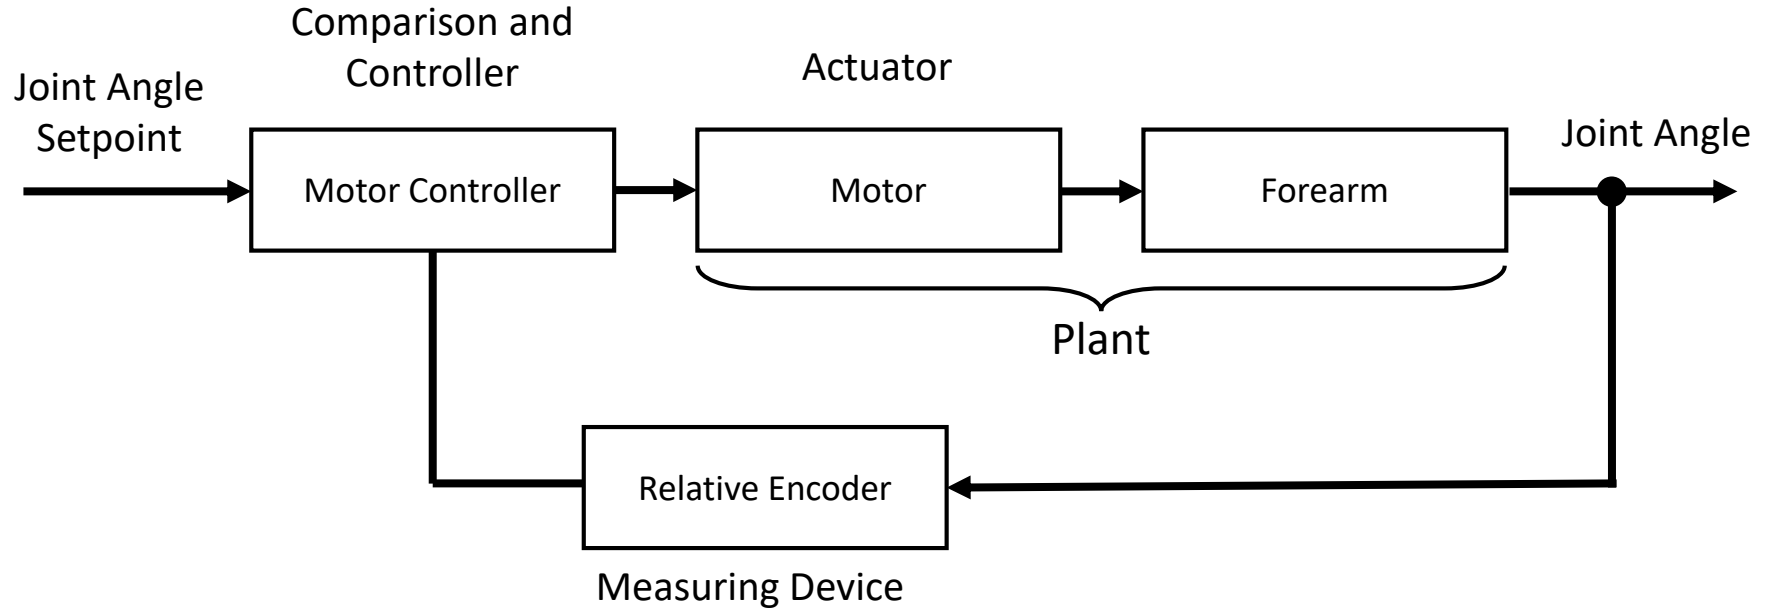 Comparison and
Controller
Actuator
Joint Angle
Setpoint
Joint Angle
Motor Controller
Motor
Forearm
Plant
Relative Encoder
Measuring Device